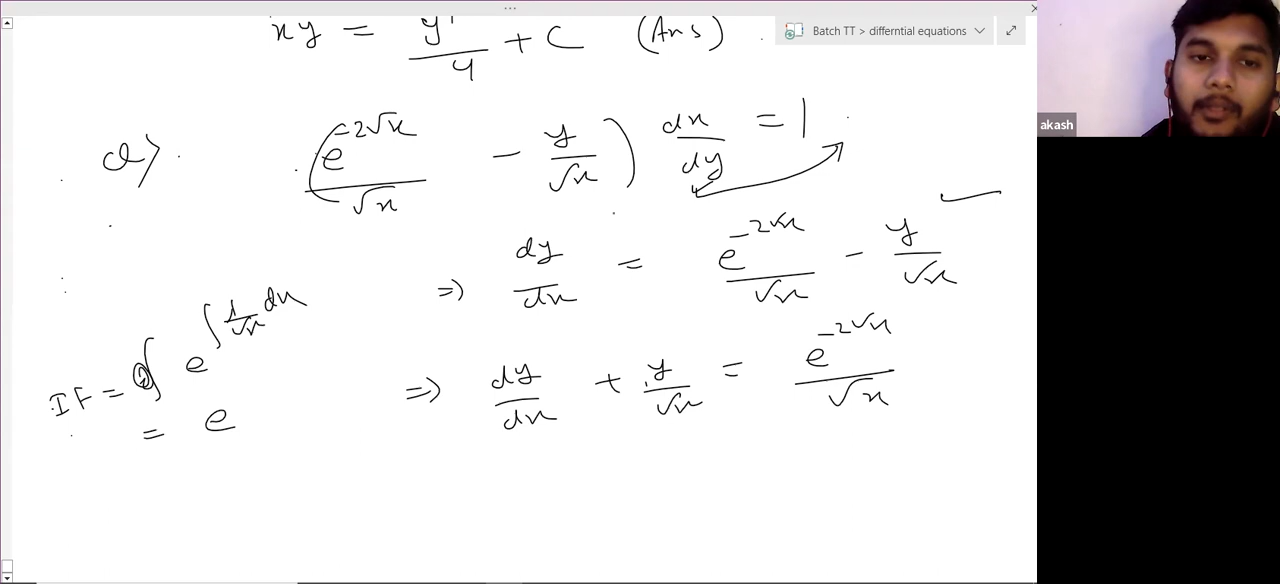 xy = y⁴/4 + C (Ans)
Batch TT > differntial equations
akash
Q> (e^(-2√x)/√x - y/√x) dx/dy = 1
=> dy/dx = e^(-2√x)/√x - y/√x
IF = e^(∫ 1/√x dx)
=> dy/dx + y/√x = e^(-2√x)/√x
= e